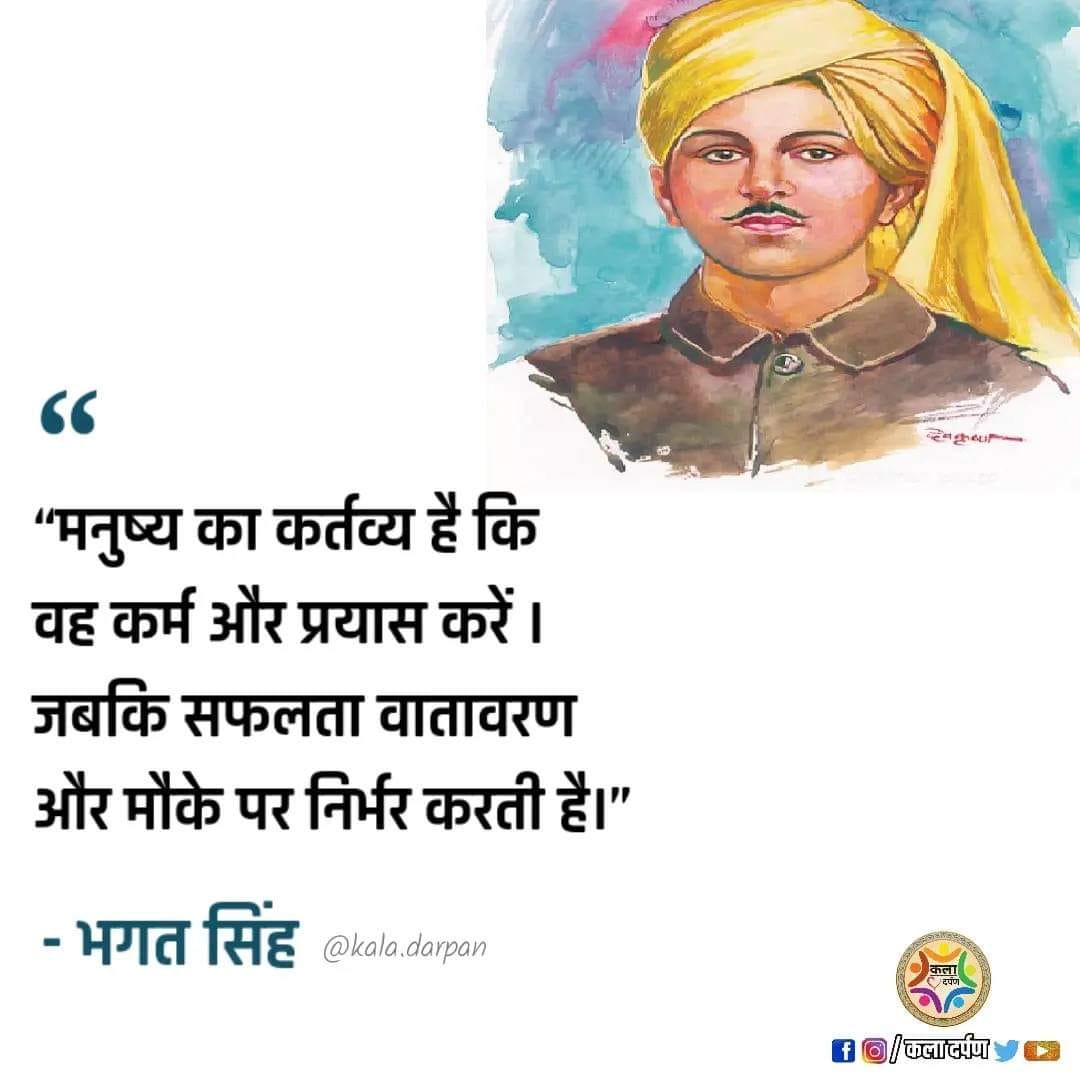 “
“मनुष्य का कर्तव्य है कि
वह कर्म और प्रयास करें ।
जबकि सफलता वातावरण
और मौके पर निर्भर करती है।”
- भगत सिंह @kala.darpan
कला
दर्पण
/ कला दर्पण